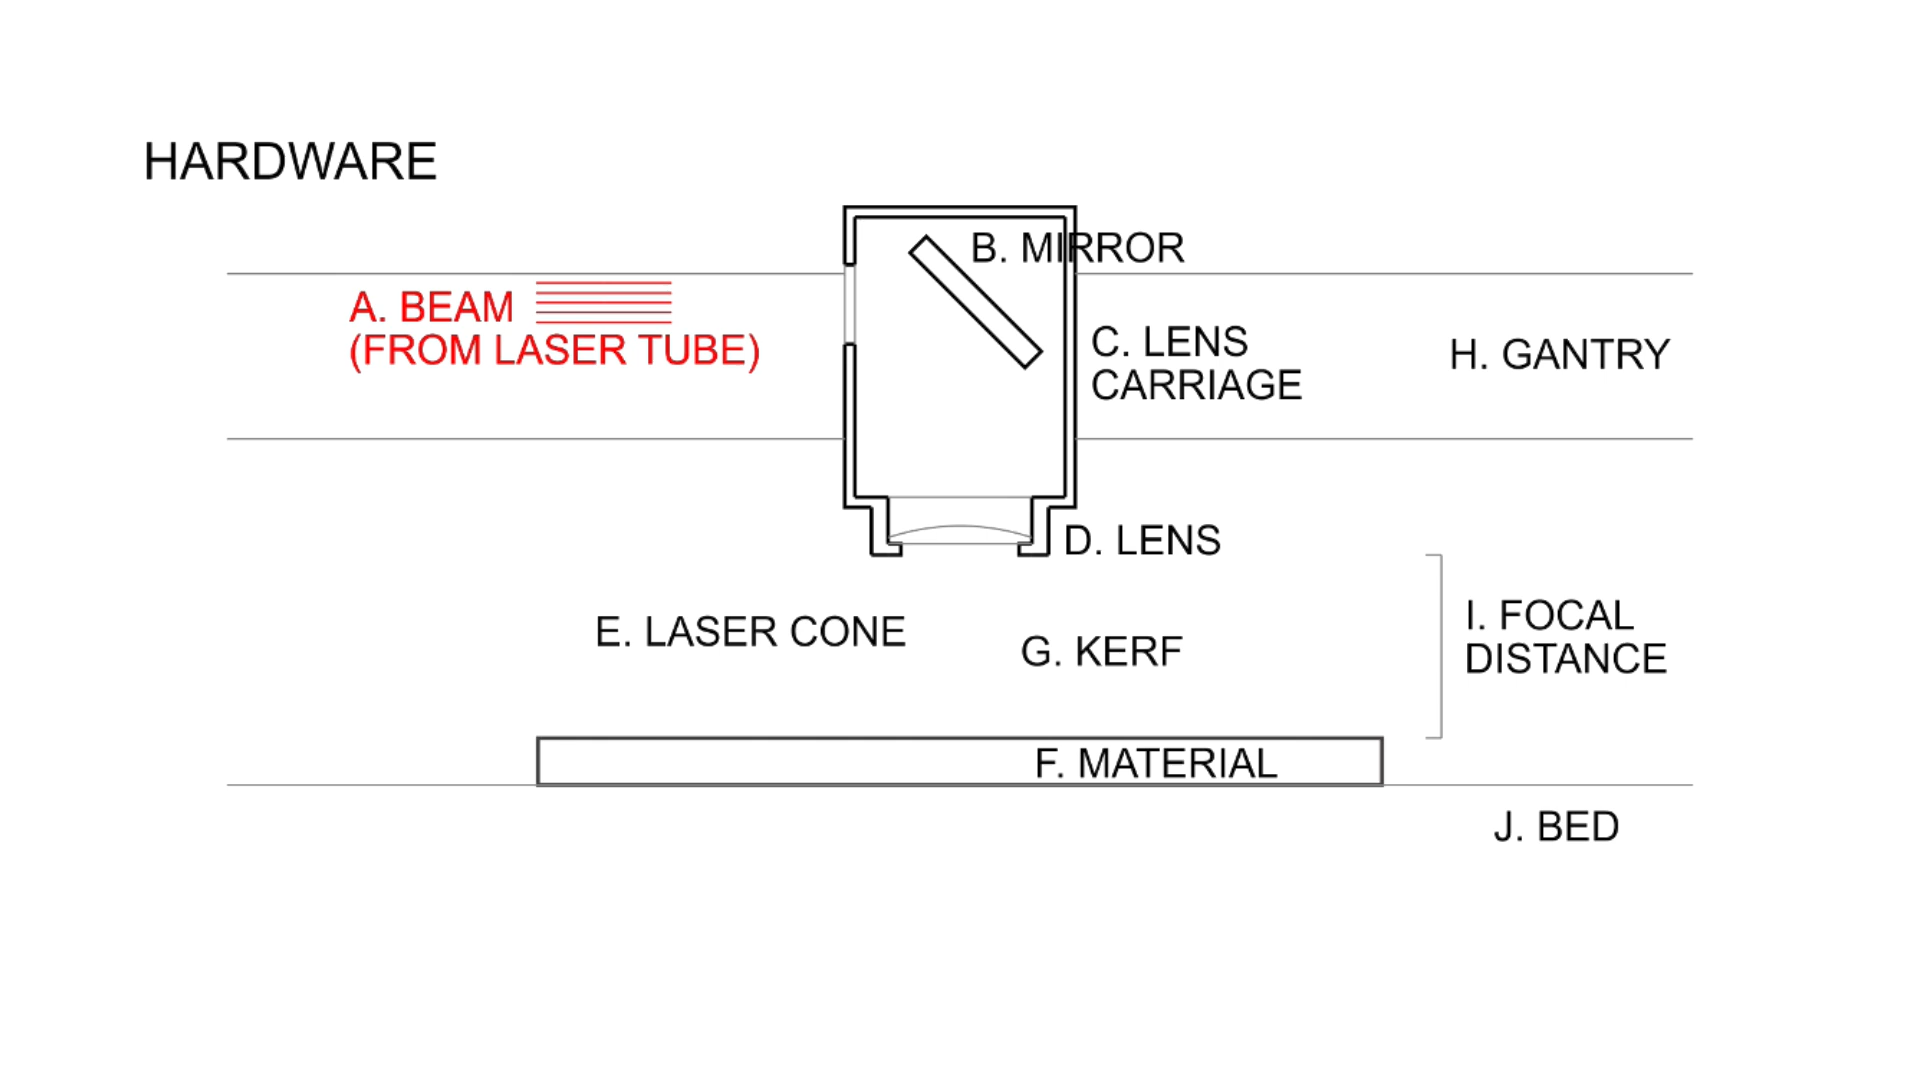 HARDWARE
B. MIRROR
A. BEAM
(FROM LASER TUBE)
C. LENS
CARRIAGE
H. GANTRY
D. LENS
E. LASER CONE
G. KERF
I. FOCAL
DISTANCE
F. MATERIAL
J. BED